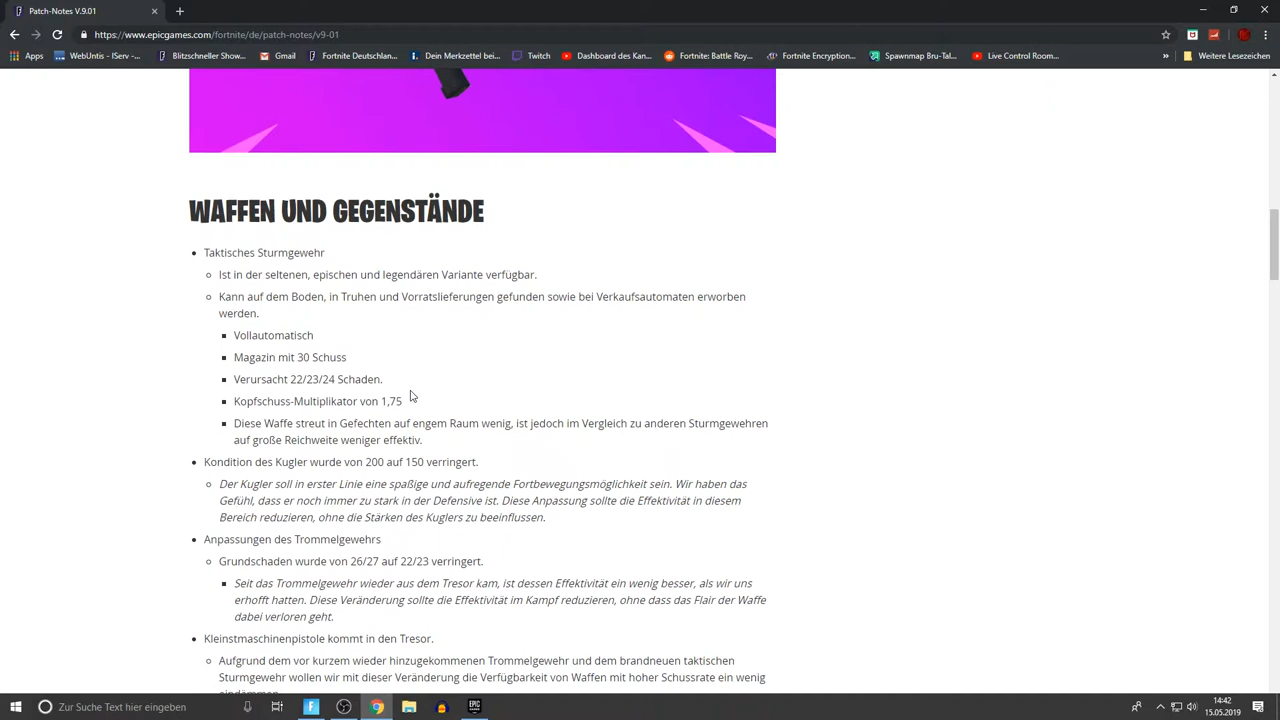 Patch-Notes V.9.01
https://www.epicgames.com/fortnite/de/patch-notes/v9-01
Apps
WebUntis - iServ -...
Blitzschneller Show...
Gmail
Fortnite Deutschlan...
Dein Merkzettel bei...
Twitch
Dashboard des Kan...
Fortnite: Battle Roy...
Fortnite Encryption...
Spawnmap Bru-Tal...
Live Control Room...
»
Weitere Lesezeichen
WAFFEN UND GEGENSTÄNDE
Taktisches Sturmgewehr
Ist in der seltenen, epischen und legendären Variante verfügbar.
Kann auf dem Boden, in Truhen und Vorratslieferungen gefunden sowie bei Verkaufsautomaten erworben
werden.
Vollautomatisch
Magazin mit 30 Schuss
Verursacht 22/23/24 Schaden.
Kopfschuss-Multiplikator von 1,75
Diese Waffe streut in Gefechten auf engem Raum wenig, ist jedoch im Vergleich zu anderen Sturmgewehren
auf große Reichweite weniger effektiv.
Kondition des Kugler wurde von 200 auf 150 verringert.
Der Kugler soll in erster Linie eine spaßige und aufregende Fortbewegungsmöglichkeit sein. Wir haben das
Gefühl, dass er noch immer zu stark in der Defensive ist. Diese Anpassung sollte die Effektivität in diesem
Bereich reduzieren, ohne die Stärken des Kuglers zu beeinflussen.
Anpassungen des Trommelgewehrs
Grundschaden wurde von 26/27 auf 22/23 verringert.
Seit das Trommelgewehr wieder aus dem Tresor kam, ist dessen Effektivität ein wenig besser, als wir uns
erhofft hatten. Diese Veränderung sollte die Effektivität im Kampf reduzieren, ohne dass das Flair der Waffe
dabei verloren geht.
Kleinstmaschinenpistole kommt in den Tresor.
Aufgrund dem vor kurzem wieder hinzugekommenen Trommelgewehr und dem brandneuen taktischen
Sturmgewehr wollen wir mit dieser Veränderung die Verfügbarkeit von Waffen mit hoher Schussrate ein wenig
eindämmen.
Zur Suche Text hier eingeben
EPIC
14:42
15.05.2019